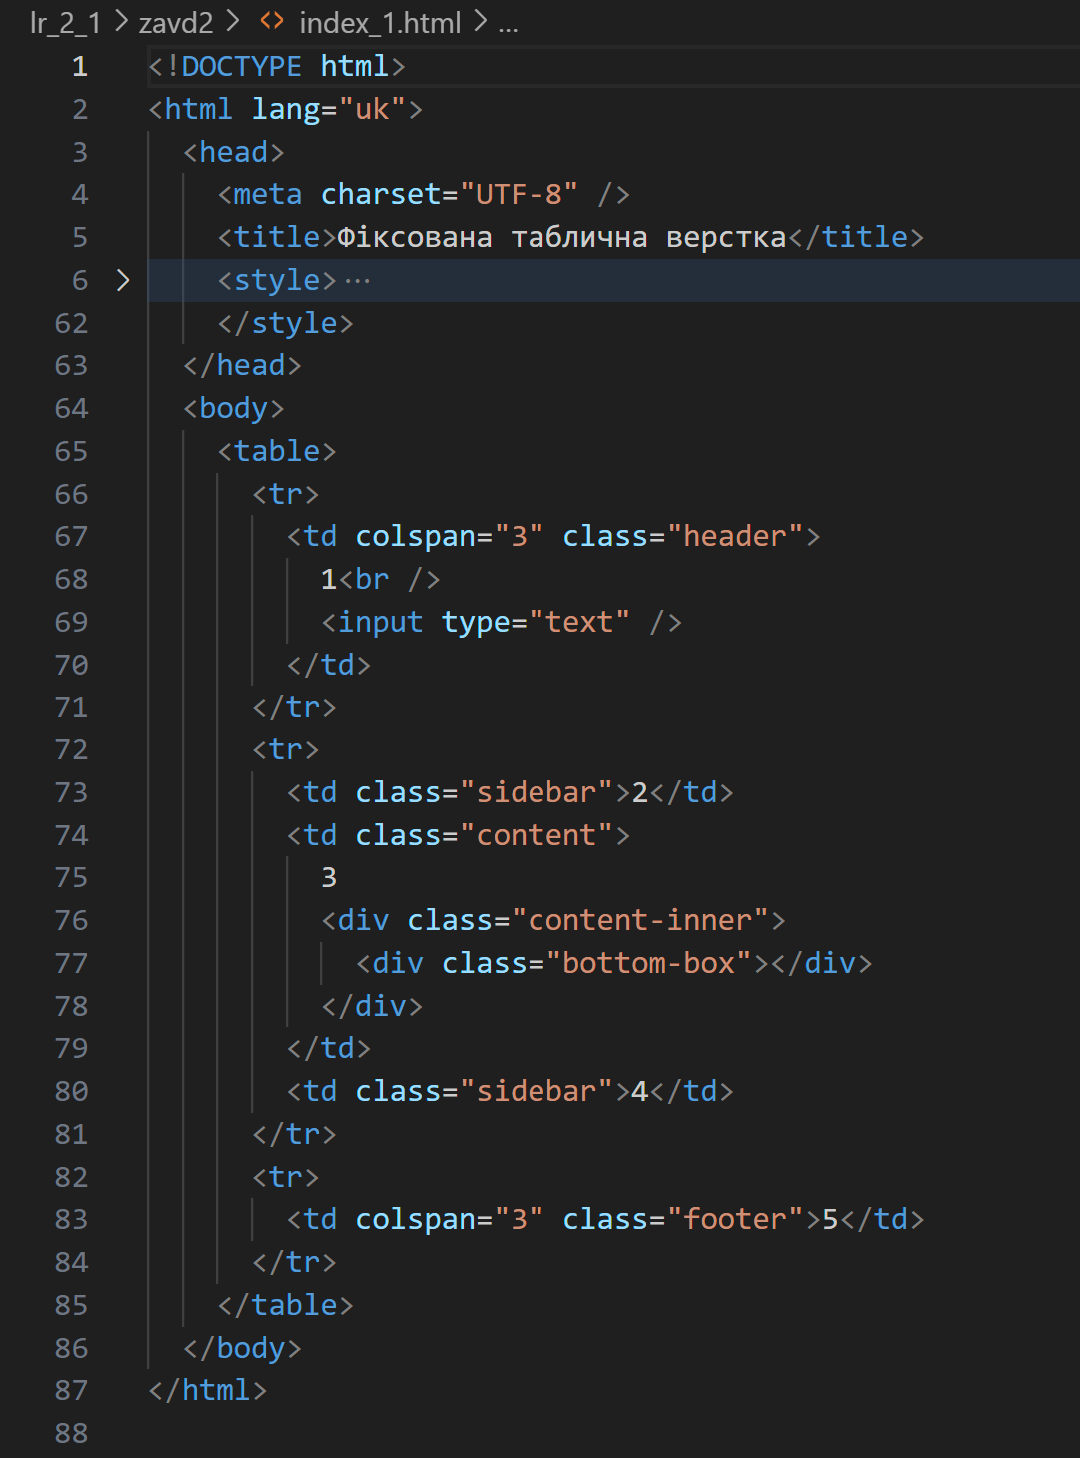 lr_2_1 > zavd2 > <> index_1.html > ...
1 <!DOCTYPE html>
2 <html lang="uk">
3 <head>
4 <meta charset="UTF-8" />
5 <title>Фіксована таблична верстка</title>
6 > <style>···
62 </style>
63 </head>
64 <body>
65 <table>
66 <tr>
67 <td colspan="3" class="header">
68 1<br />
69 <input type="text" />
70 </td>
71 </tr>
72 <tr>
73 <td class="sidebar">2</td>
74 <td class="content">
75 3
76 <div class="content-inner">
77 <div class="bottom-box"></div>
78 </div>
79 </td>
80 <td class="sidebar">4</td>
81 </tr>
82 <tr>
83 <td colspan="3" class="footer">5</td>
84 </tr>
85 </table>
86 </body>
87 </html>
88